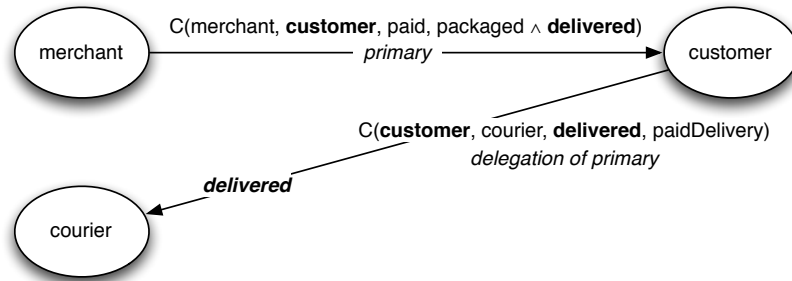 C(merchant, customer, paid, packaged ∧ delivered)
merchant
primary
customer
C(customer, courier, delivered, paidDelivery)
delegation of primary
delivered
courier